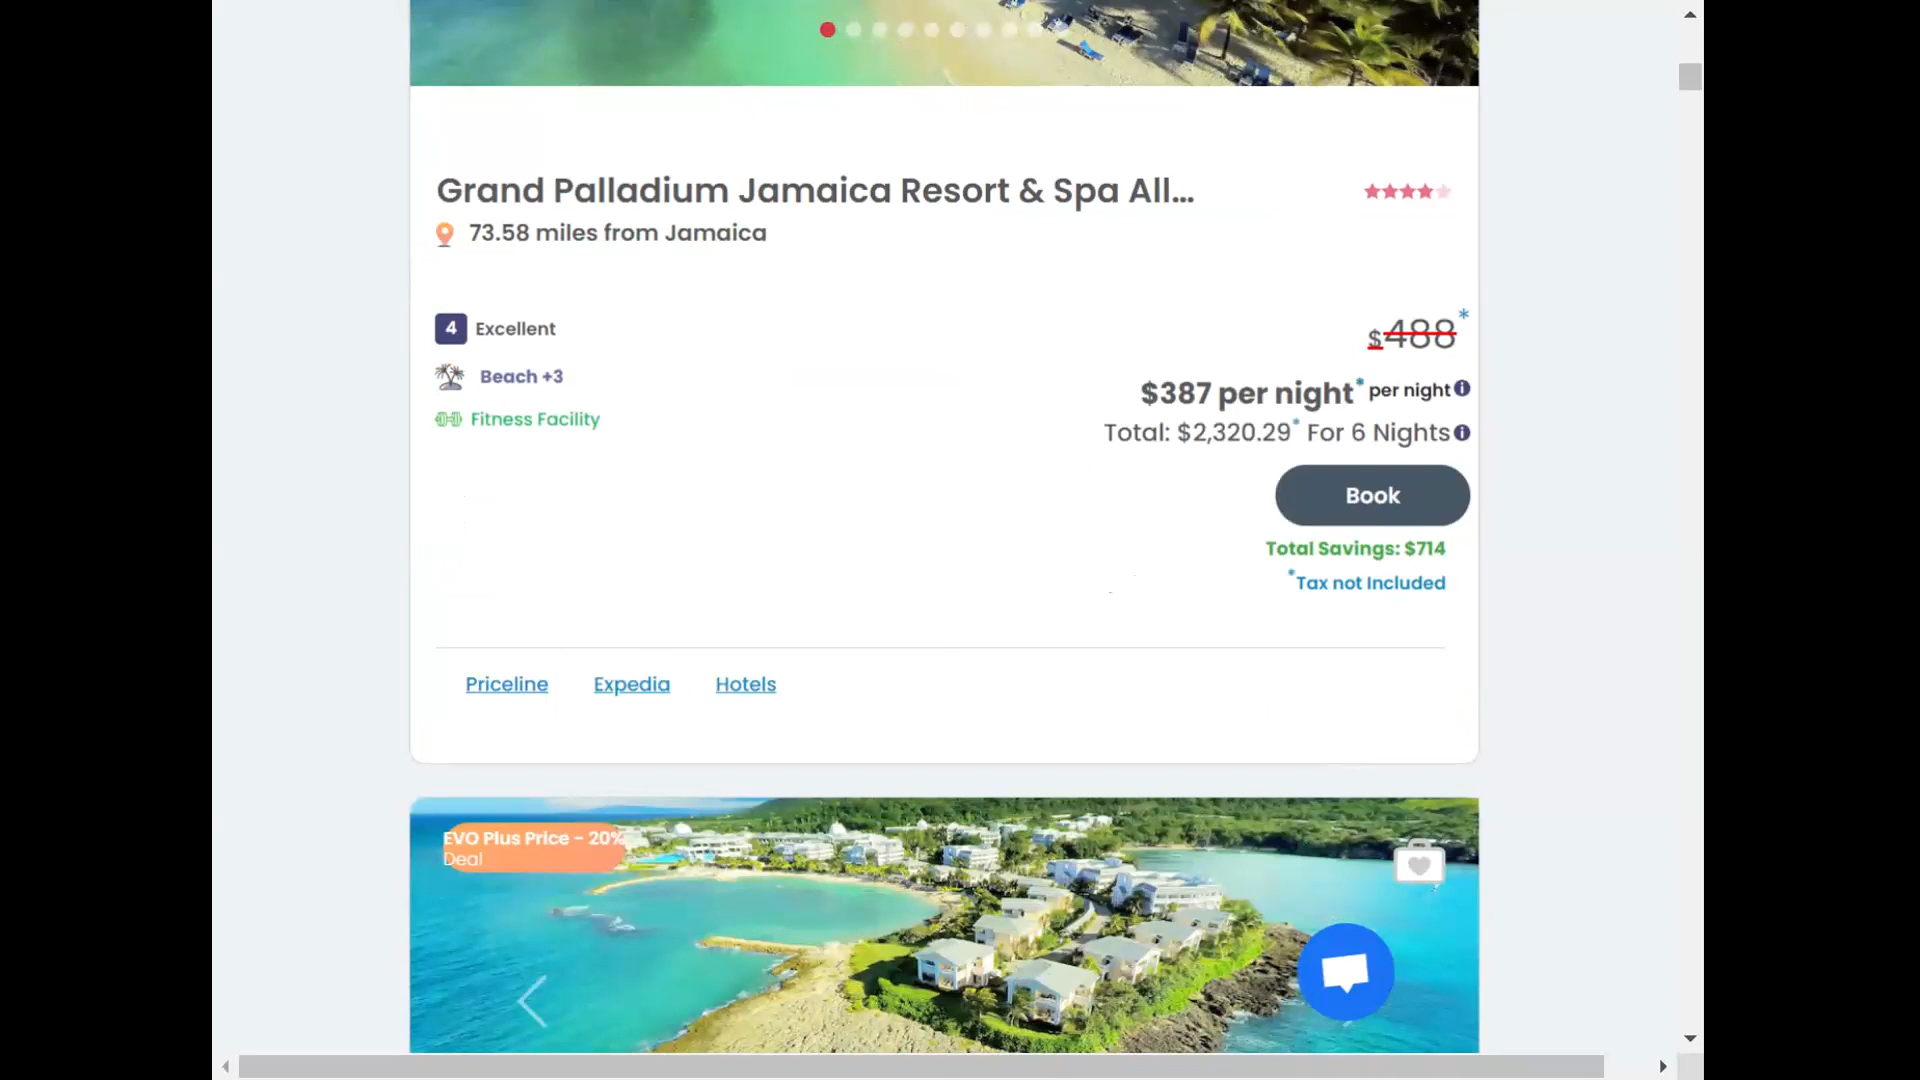 Grand Palladium Jamaica Resort & Spa All...
73.58 miles from Jamaica
4 Excellent
$488*
Beach +3
$387 per night* per night
Fitness Facility
Total: $2,320.29* For 6 Nights
Book
Total Savings: $714
*Tax not Included
Priceline Expedia Hotels
EVO Plus Price - 20%
Deal